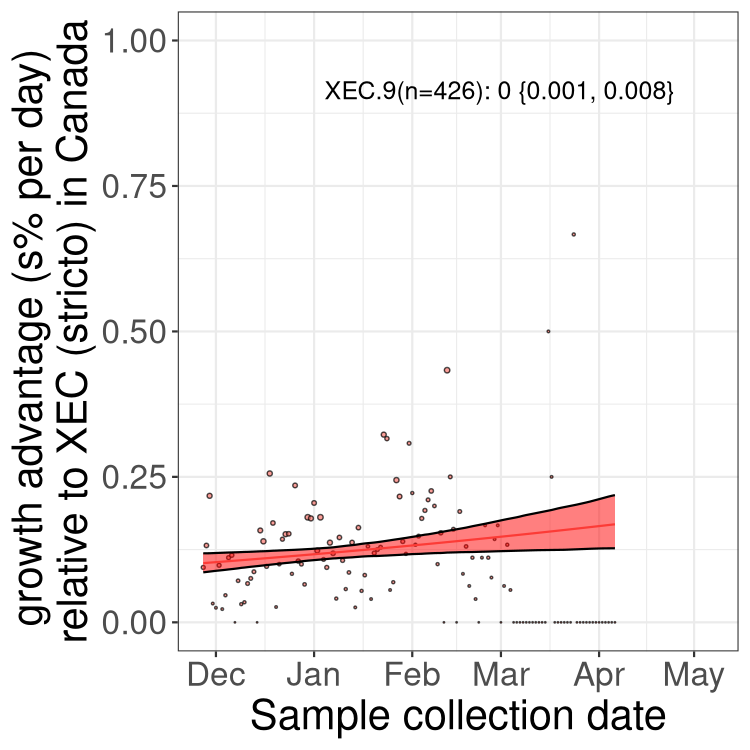 growth advantage (s% per day)
relative to XEC (stricto) in Canada
1.00
0.75
0.50
0.25
0.00
XEC.9(n=426): 0 {0.001, 0.008}
Dec Jan Feb Mar Apr May
Sample collection date